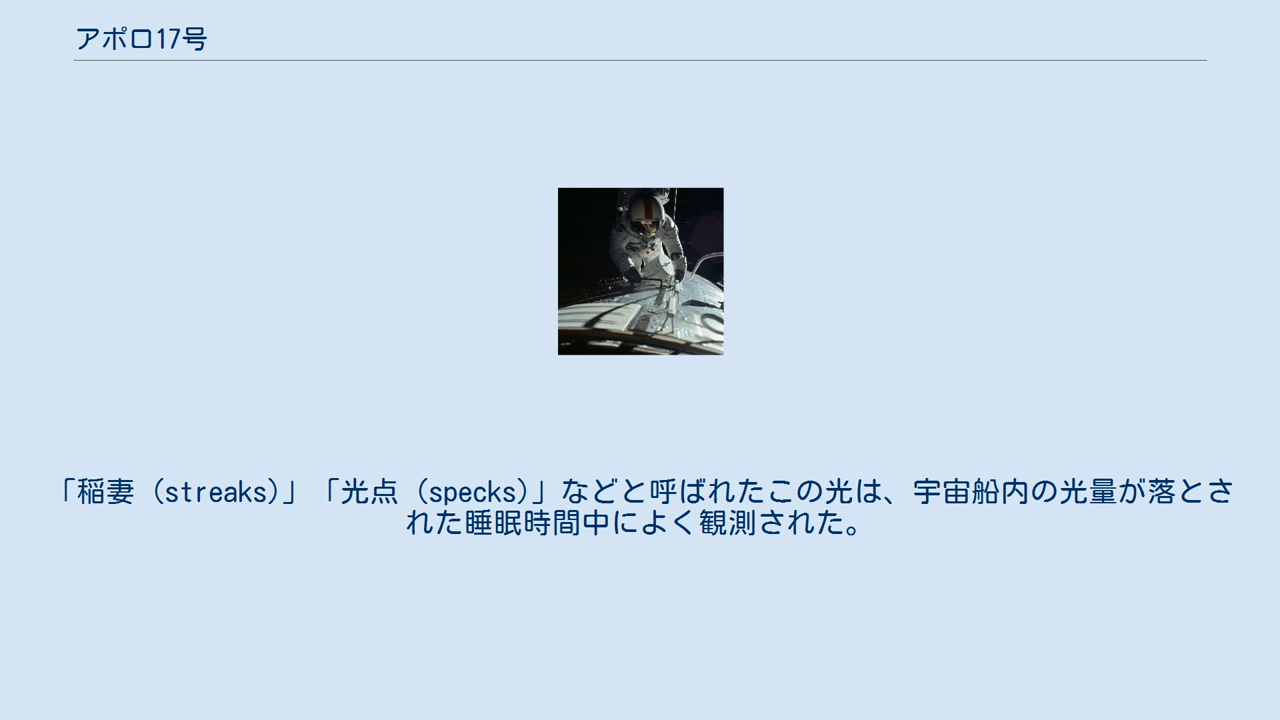 アポロ17号
「稲妻（streaks）」「光点（specks）」などと呼ばれたこの光は、宇宙船内の光量が落とさ
れた睡眠時間中によく観測された。